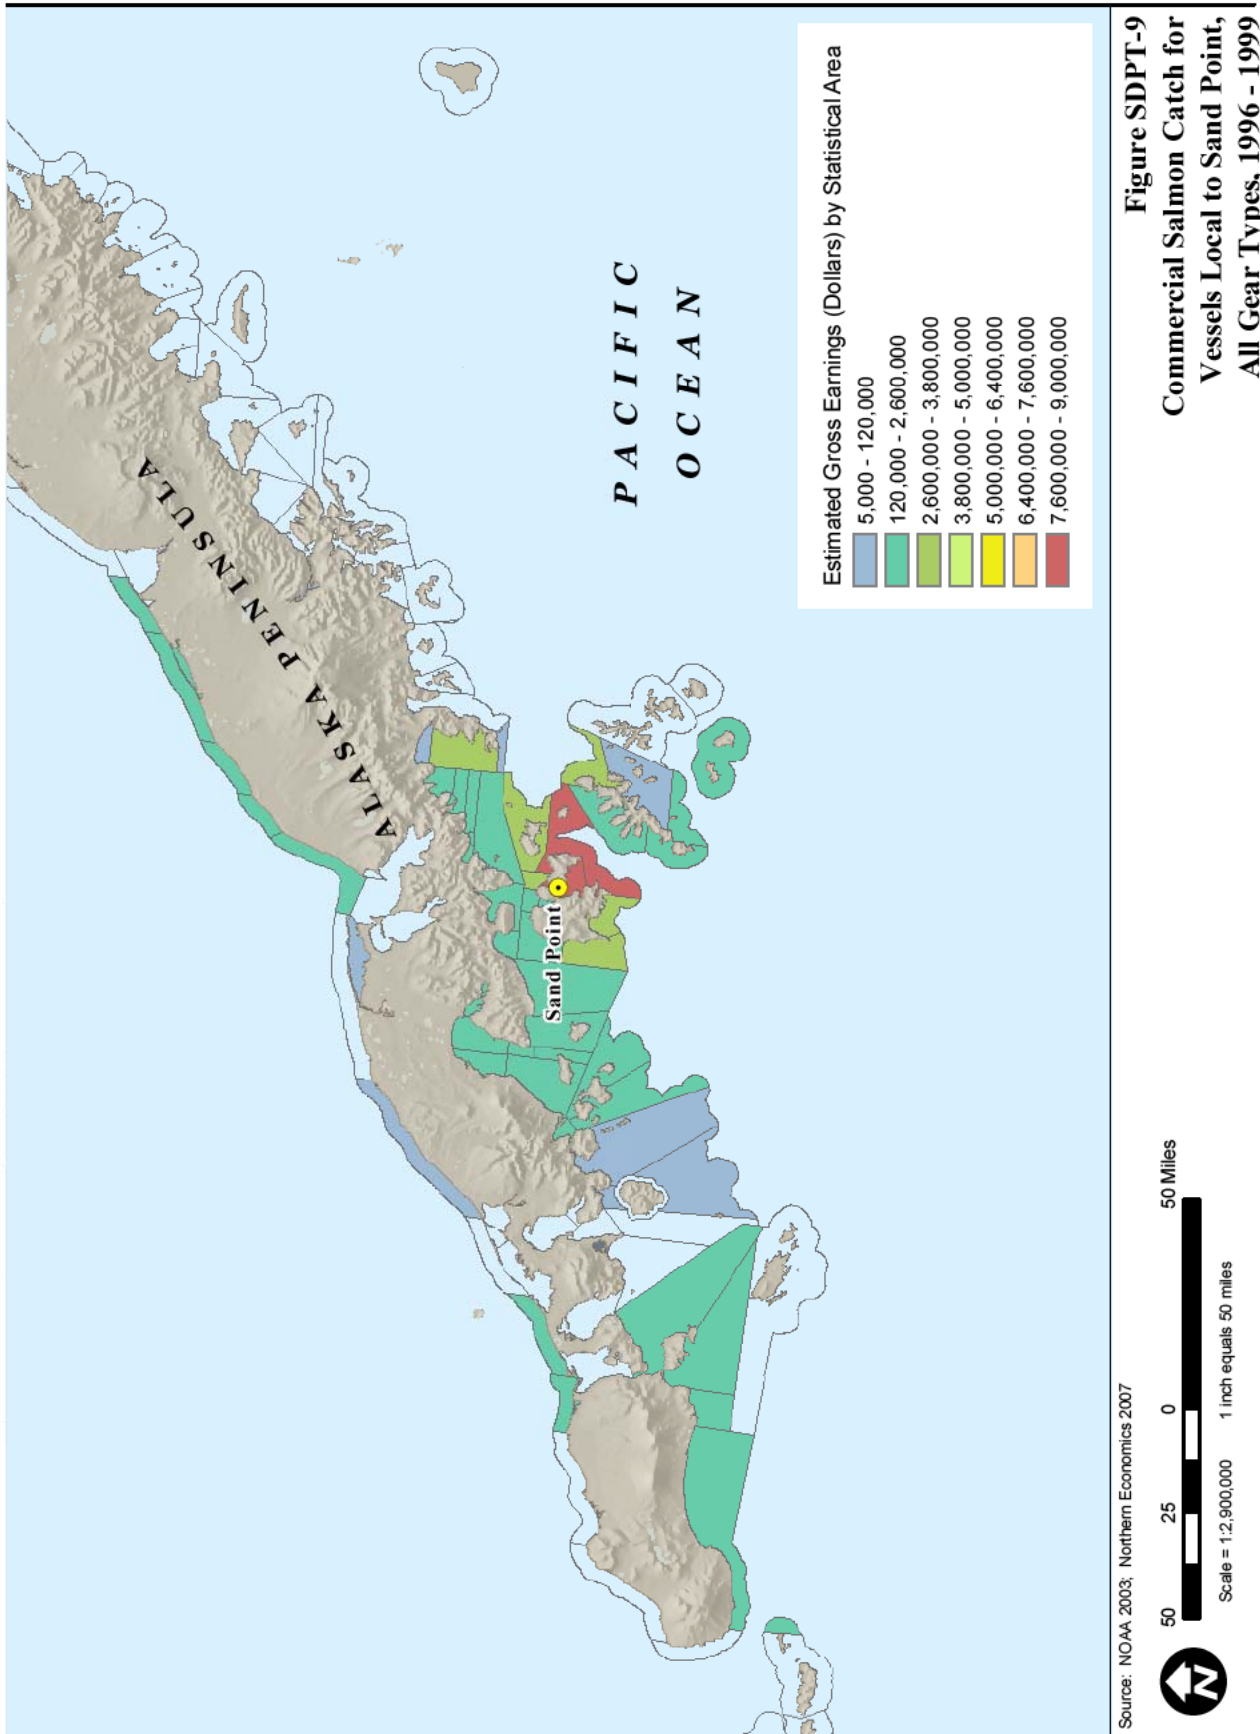 ALASKA PENINSULA
PACIFIC
OCEAN
Sand Point
Estimated Gross Earnings (Dollars) by Statistical Area
5,000 - 120,000
120,000 - 2,600,000
2,600,000 - 3,800,000
3,800,000 - 5,000,000
5,000,000 - 6,400,000
6,400,000 - 7,600,000
7,600,000 - 9,000,000
Source: NOAA 2003; Northern Economics 2007
N
50 25 0 50 Miles
Scale = 1:2,900,000 1 inch equals 50 miles
Figure SDPT-9
Commercial Salmon Catch for
Vessels Local to Sand Point,
All Gear Types, 1996 - 1999